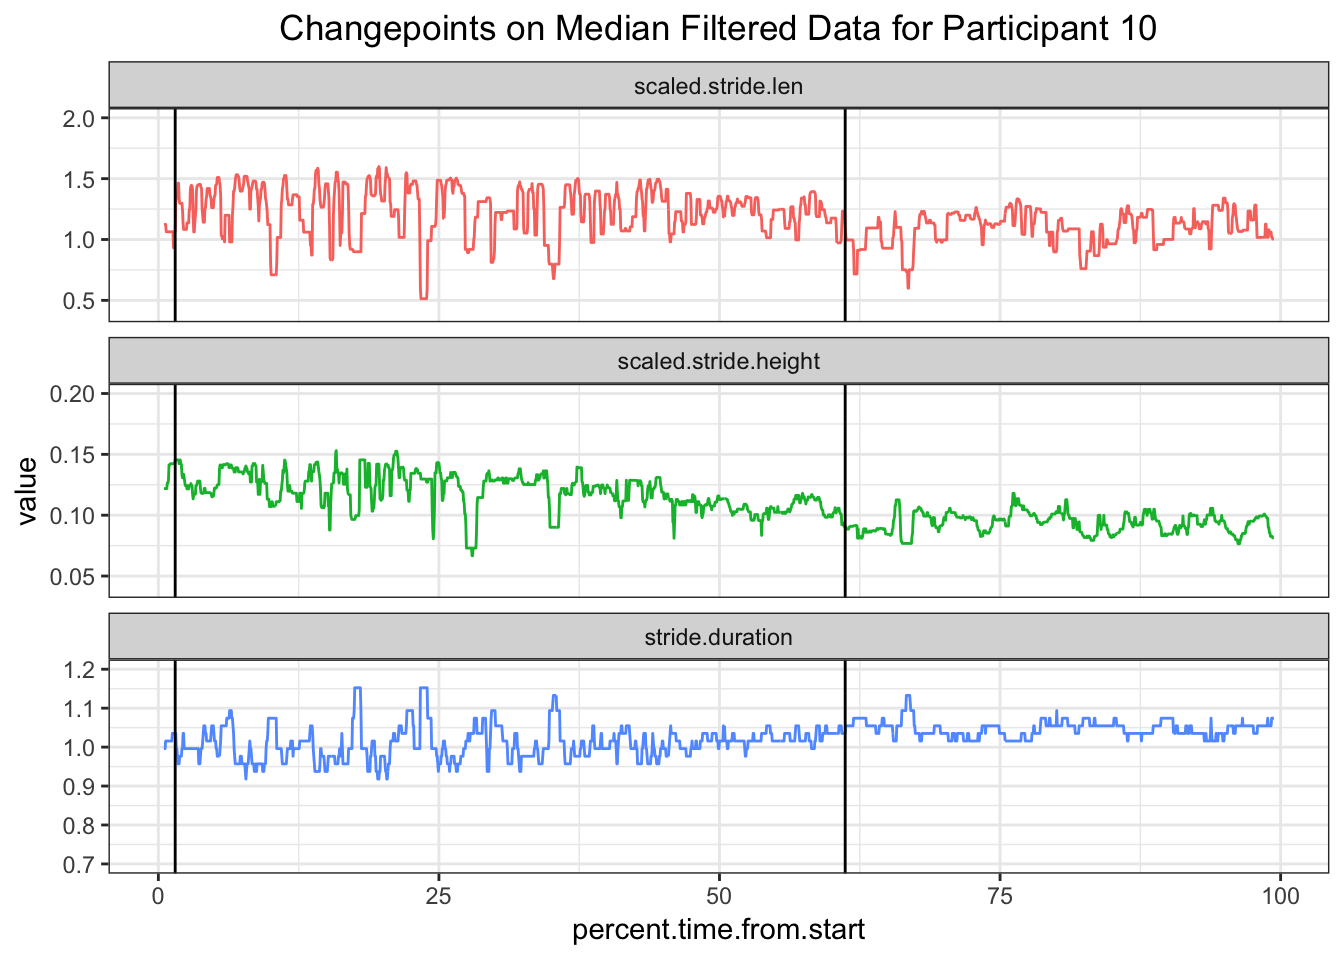 Changepoints on Median Filtered Data for Participant 10
scaled.stride.len
2.0
1.5
1.0
0.5
scaled.stride.height
0.20
0.15
0.10
0.05
value
stride.duration
1.2
1.1
1.0
0.9
0.8
0.7
0 25 50 75 100
percent.time.from.start